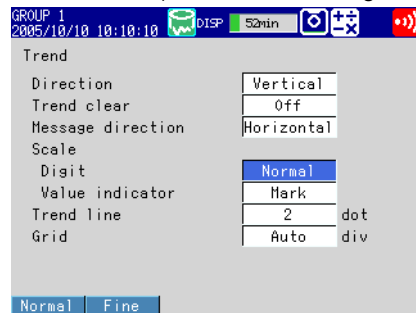 GROUP 1
2005/10/10 10:10:10 DISP 52min
Trend
Direction Vertical
Trend clear Off
Message direction Horizontal
Scale
Digit Normal
Value indicator Mark
Trend line 2 dot
Grid Auto div
Normal Fine